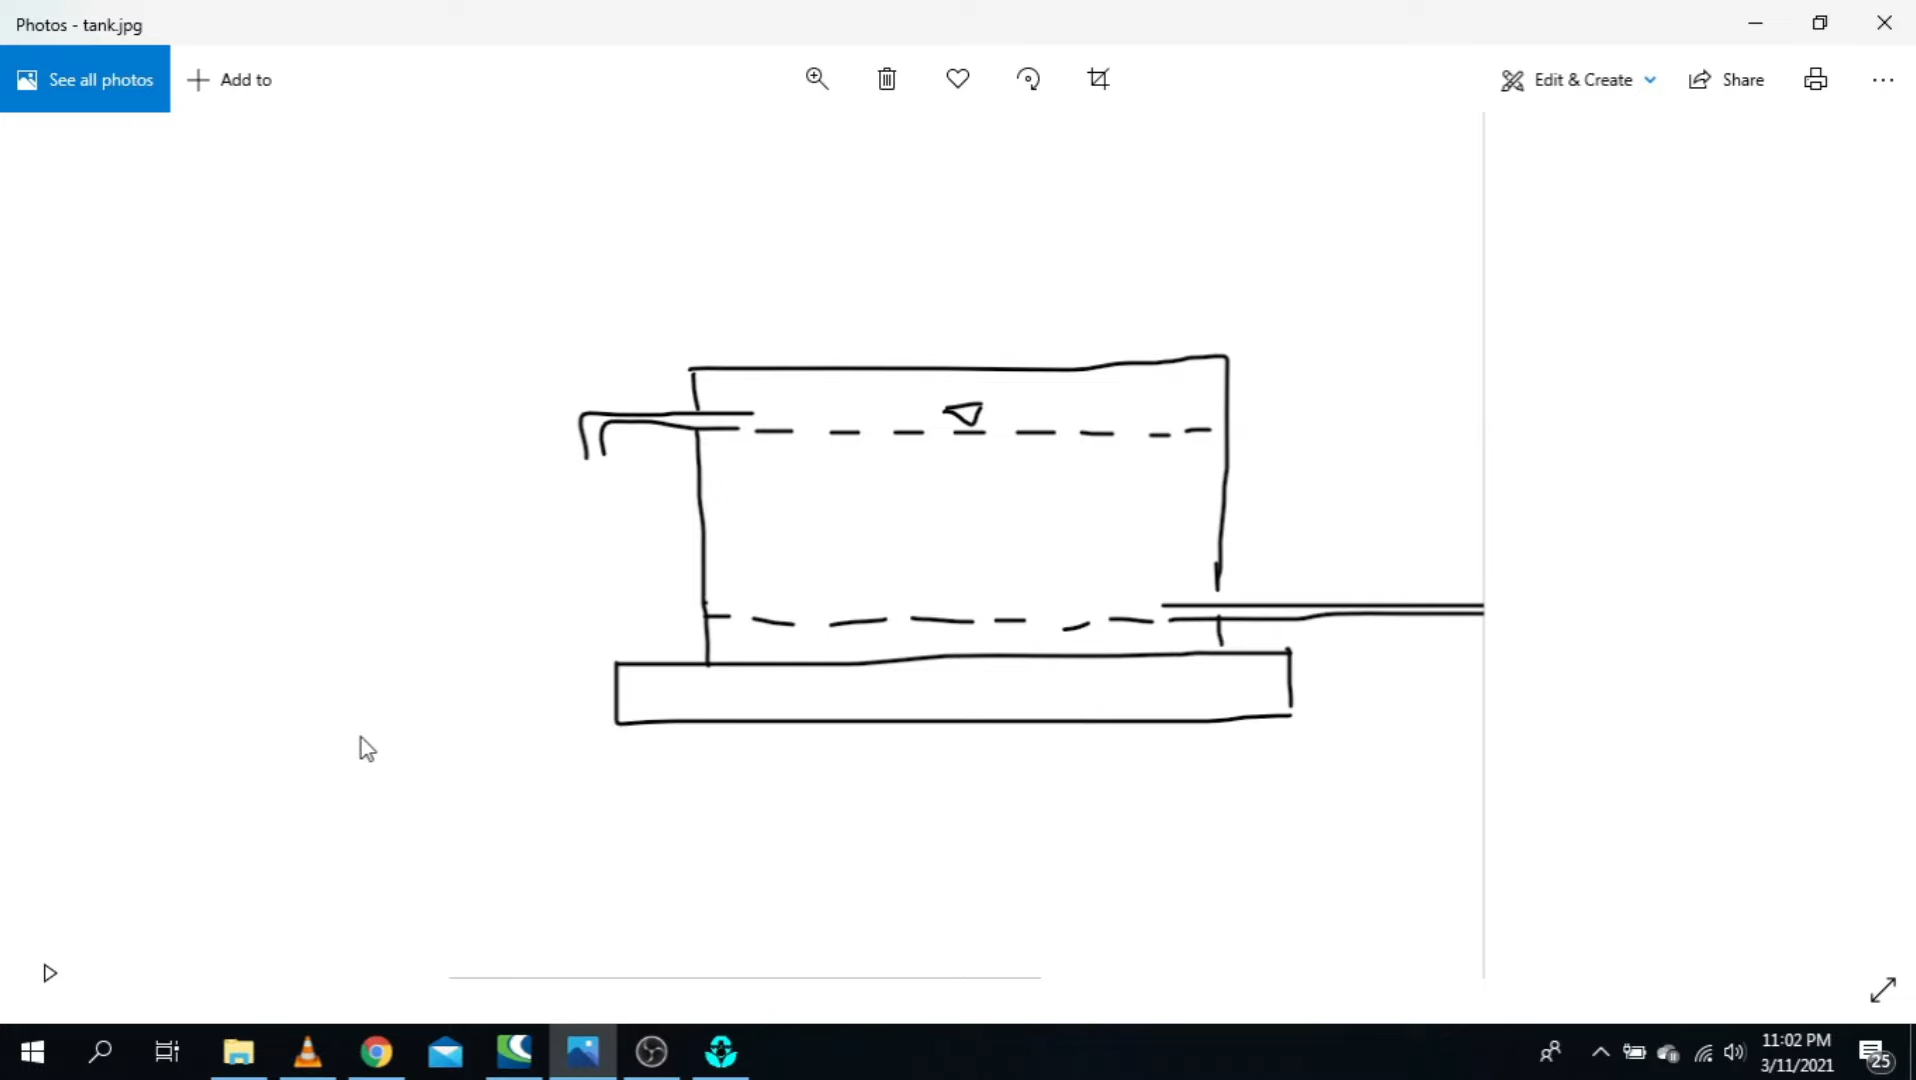 Photos - tank.jpg
See all photos
Add to
Edit & Create
Share
11:02 PM
3/11/2021
25